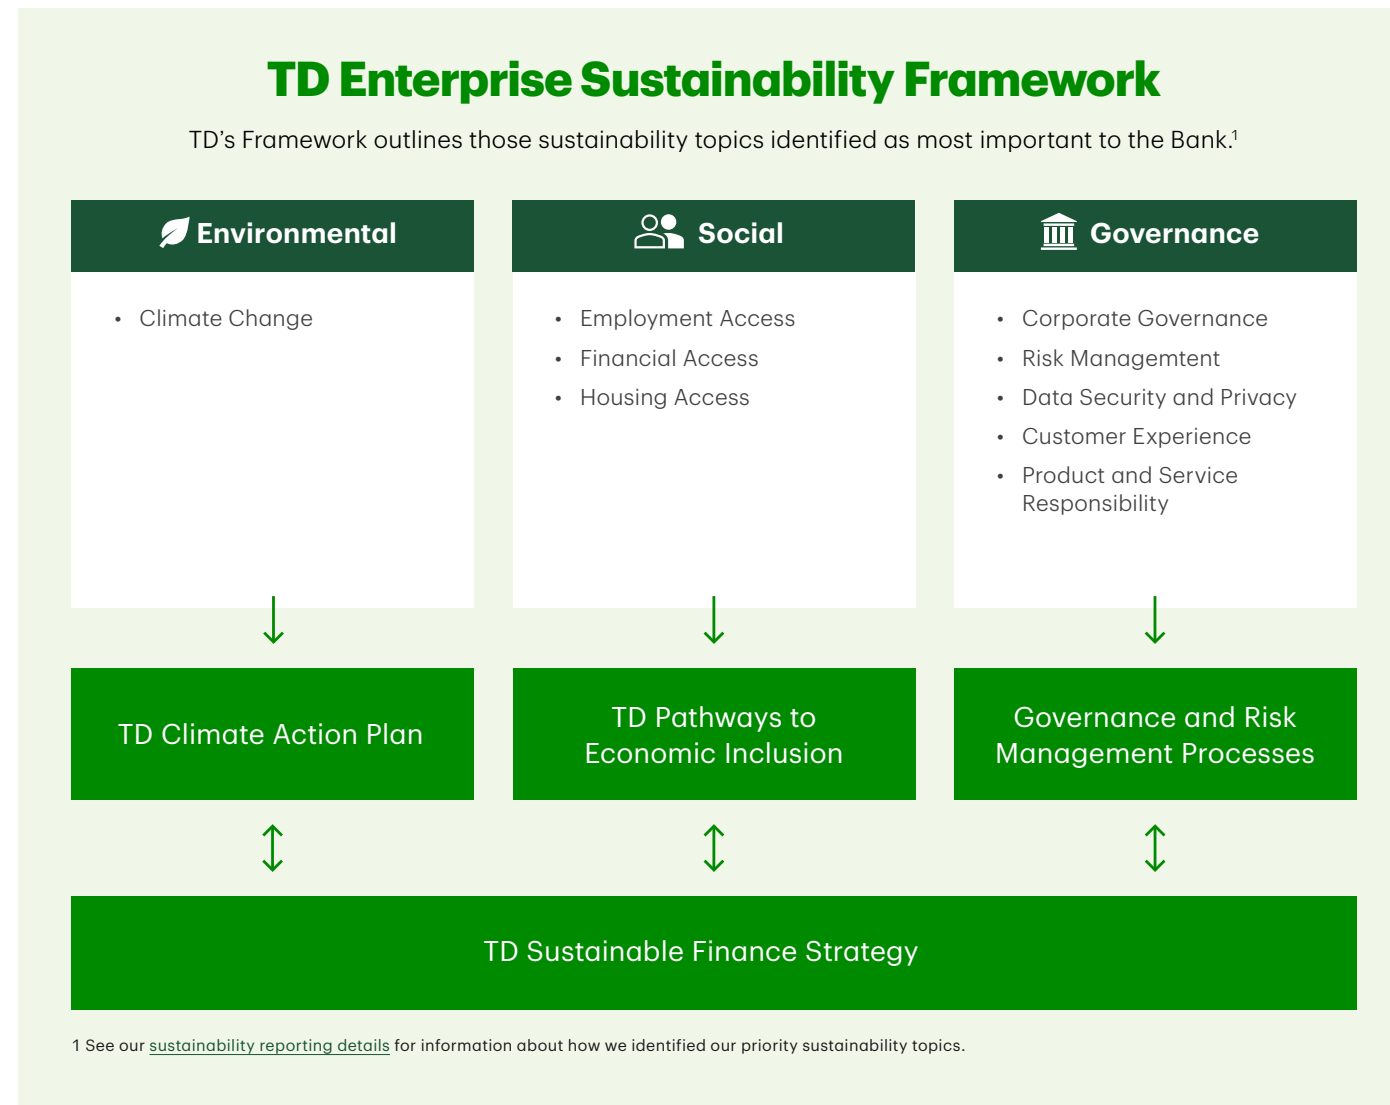 TD Enterprise Sustainability Framework
TD’s Framework outlines those sustainability topics identified as most important to the Bank.¹
Environmental
• Climate Change
Social
• Employment Access
• Financial Access
• Housing Access
Governance
• Corporate Governance
• Risk Managemtent
• Data Security and Privacy
• Customer Experience
• Product and Service
Responsibility
TD Climate Action Plan
TD Pathways to
Economic Inclusion
Governance and Risk
Management Processes
TD Sustainable Finance Strategy
1 See our sustainability reporting details for information about how we identified our priority sustainability topics.